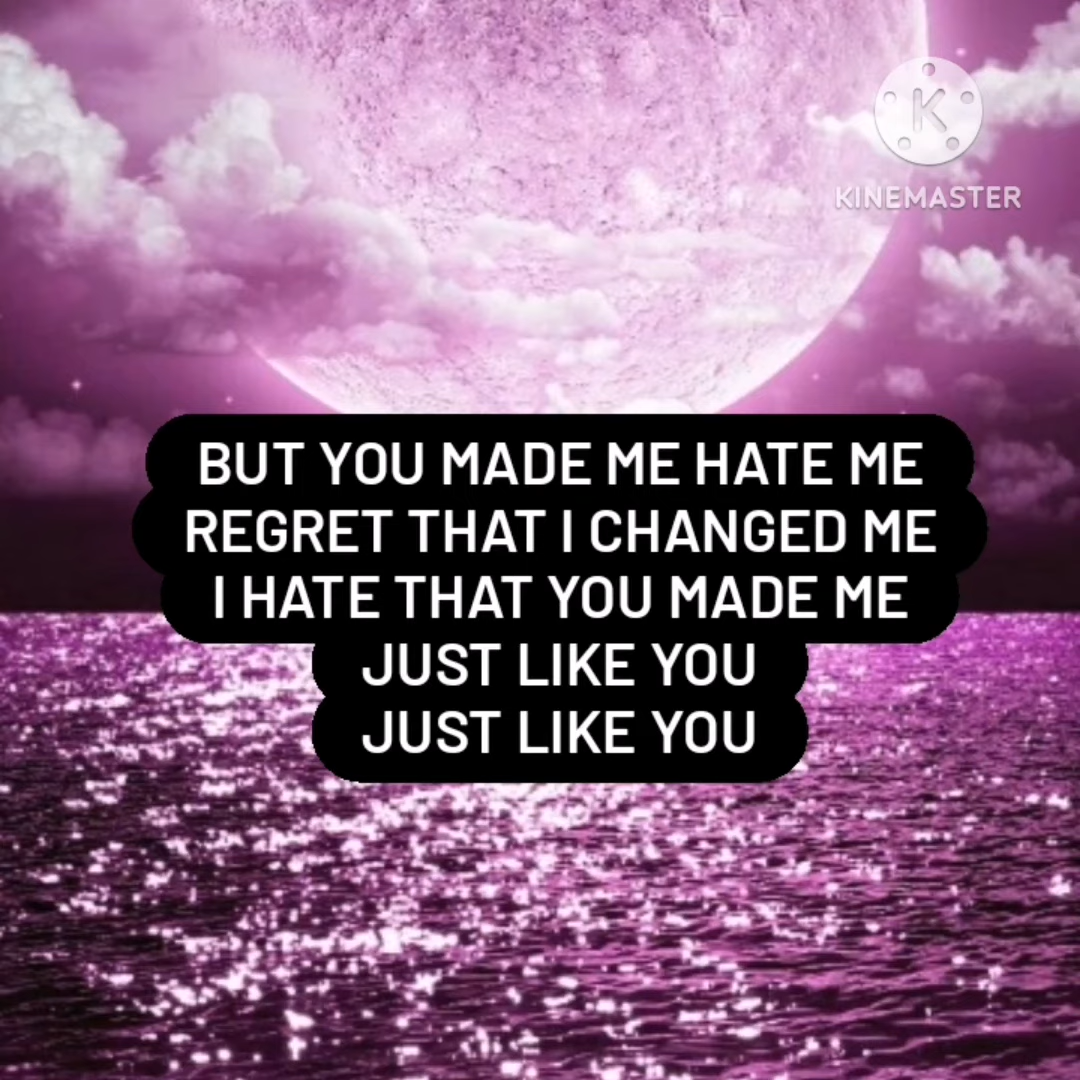 K
KINEMASTER
BUT YOU MADE ME HATE ME
REGRET THAT I CHANGED ME
I HATE THAT YOU MADE ME
JUST LIKE YOU
JUST LIKE YOU